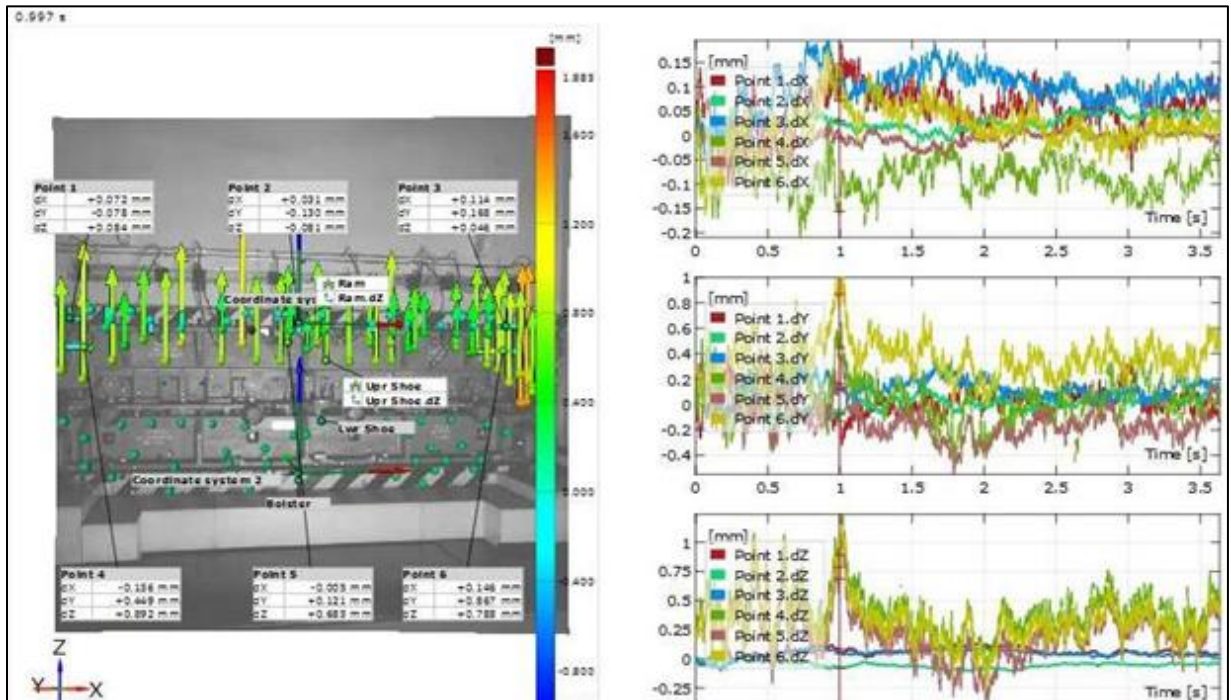 0.997 s
[mm]
1.600
1.200
-0.400
-0.800
Point 1
dX +0.072 mm
dY -0.078 mm
dZ +0.084 mm
Point 2
dX +0.031 mm
dY -0.130 mm
dZ -0.081 mm
Point 3
dX +0.114 mm
dY +0.168 mm
dZ +0.046 mm
Ram
Coordinate sys
Ram.dZ
Upr Shoe
Upr Shoe.dZ
Lwr Shoe
Coordinate system 2
Bolster
Point 4
dX -0.136 mm
dY +0.449 mm
dZ +0.892 mm
Point 5
dX -0.003 mm
dY +0.121 mm
dZ +0.683 mm
Point 6
dX +0.146 mm
dY +0.867 mm
dZ +0.788 mm
Z
Y X
[mm]
0.15
0.1
0.05
0
-0.05
-0.1
-0.15
-0.2
Point 1.dX
Point 2.dX
Point 3.dX
Point 4.dX
Point 5.dX
Point 6.dX
Time [s]
0 0.5 1 1.5 2 2.5 3 3.5
[mm]
0.8
0.6
0.4
0.2
0
-0.2
-0.4
Point 1.dY
Point 2.dY
Point 3.dY
Point 4.dY
Point 5.dY
Point 6.dY
Time [s]
0 0.5 1 1.5 2 2.5 3 3.5
[mm]
1
0.75
0.5
0.25
0
-0.25
Point 1.dZ
Point 2.dZ
Point 3.dZ
Point 4.dZ
Point 5.dZ
Point 6.dZ
Time [s]